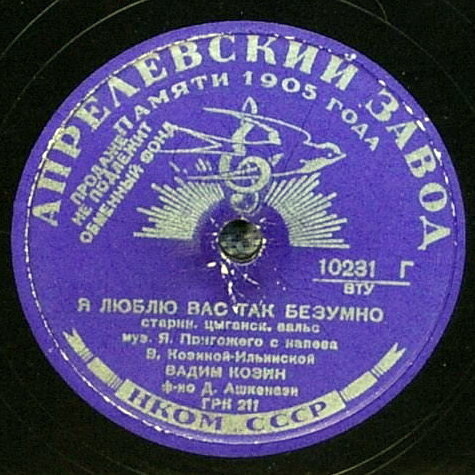 АПРЕЛЕВСКИЙ ЗАВОД
ПАМЯТИ 1905 ГОДА
ПРОДАЖЕ
НЕ ПОДЛЕЖИТ
ОБМЕННЫЙ ФОНД
10231 Г
ВТУ
Я ЛЮБЛЮ ВАС ТАК БЕЗУМНО
старин. цыганск. вальс
муз. Я. Пригожего с напева
В. Козиной-Ильинской
ВАДИМ КОЗИН
ф-но Д. Ашкенази
ГРК 211
НКОМ СССР